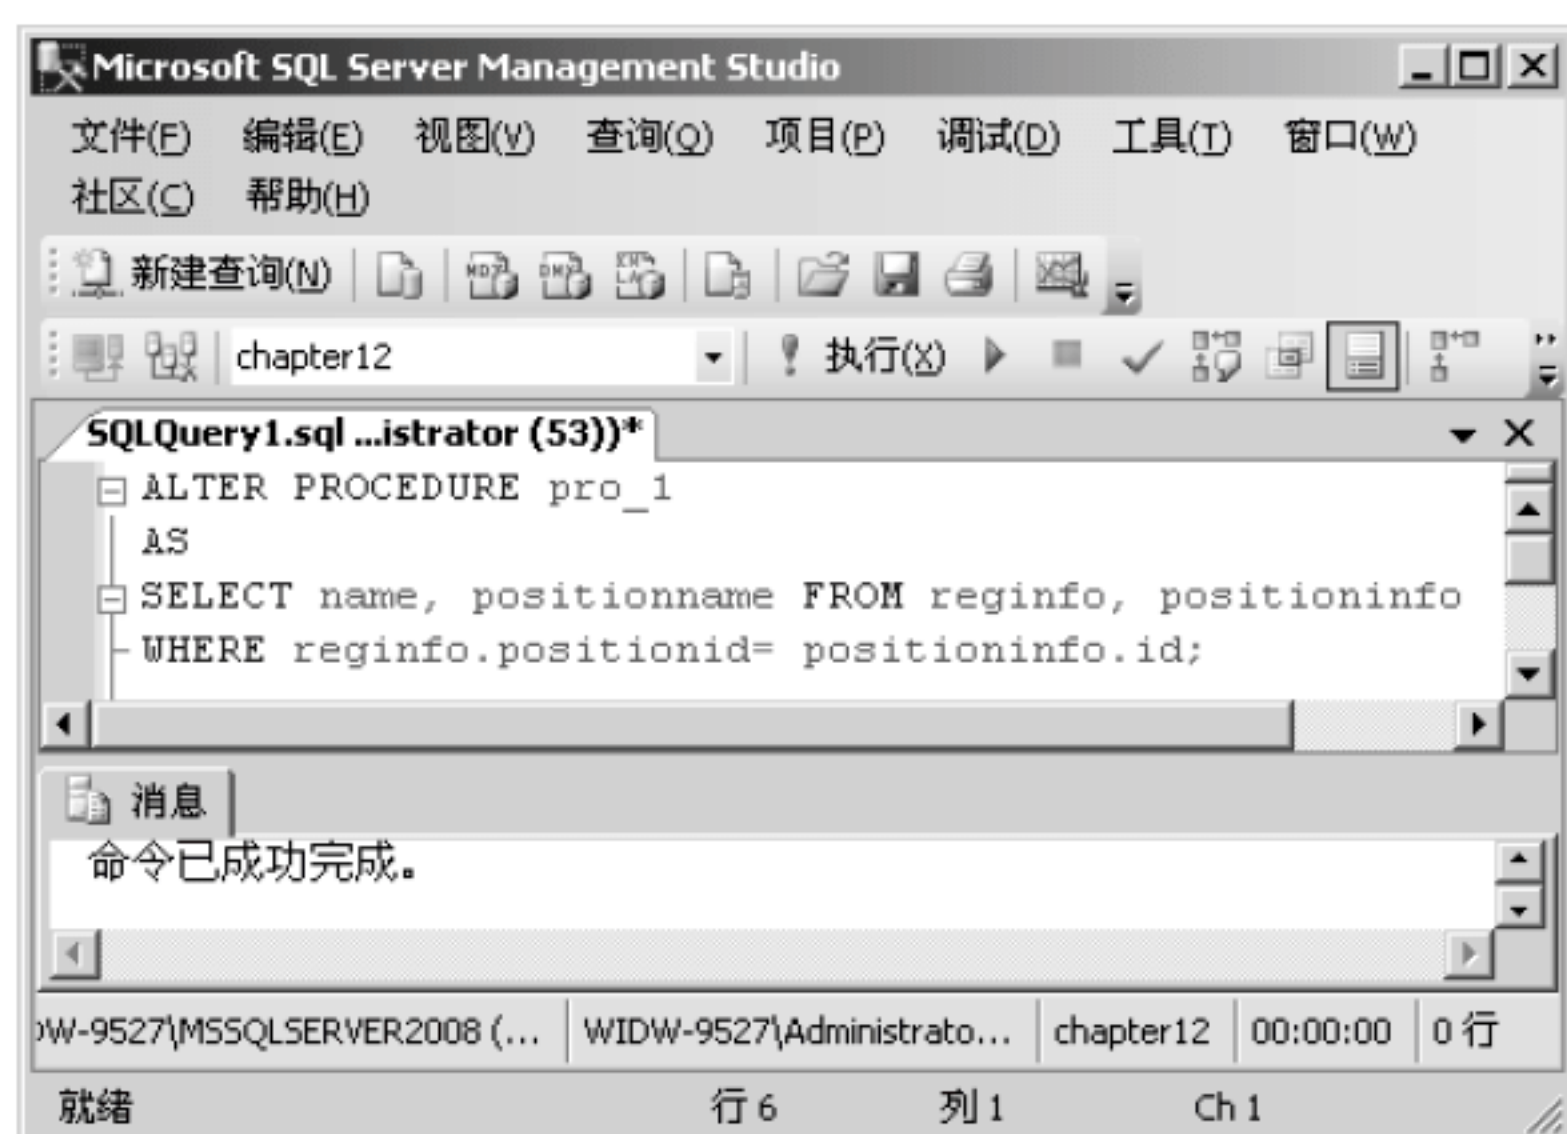 Microsoft SQL Server Management Studio
文件(F) 编辑(E) 视图(V) 查询(Q) 项目(P) 调试(D) 工具(T) 窗口(W)
社区(C) 帮助(H)
新建查询(N)
chapter12 执行(X)
SQLQuery1.sql ...istrator (53))*
ALTER PROCEDURE pro_1
AS
SELECT name, positionname FROM reginfo, positioninfo
WHERE reginfo.positionid= positioninfo.id;
消息
命令已成功完成。
W-9527\MSSQLSERVER2008 (... WIDW-9527\Administrato... chapter12 00:00:00 0 行
就绪 行 6 列 1 Ch 1